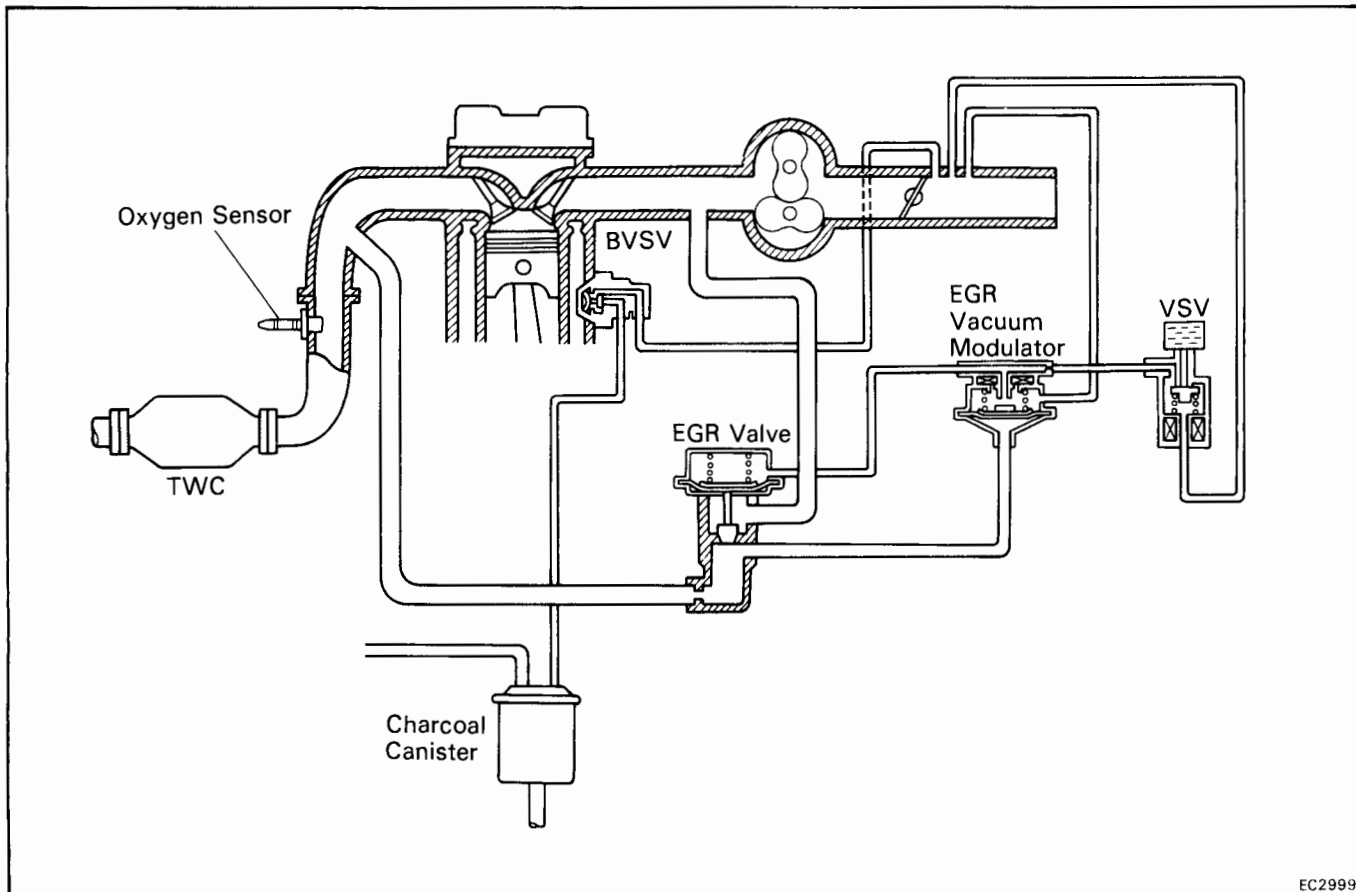 Oxygen Sensor
BVSV
EGR
Vacuum
Modulator
VSV
EGR Valve
TWC
Charcoal
Canister
EC2999